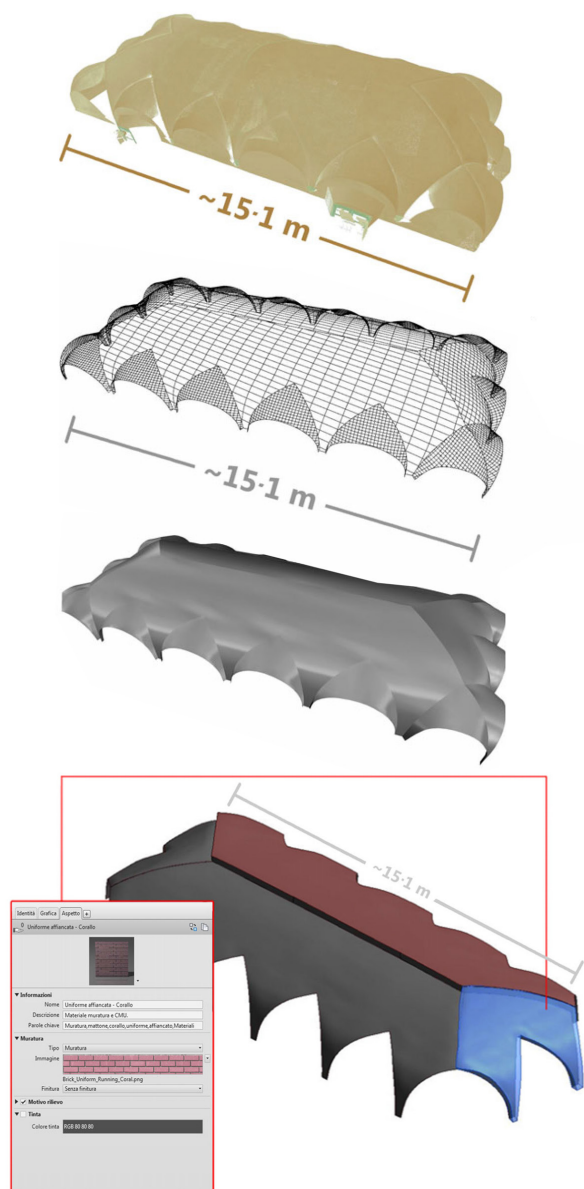 ~15·1 m
~15·1 m
~15·1 m
Identità Grafica Aspetto +
0 Uniforme affiancata - Corallo
Informazioni
Nome Uniforme affiancata - Corallo
Descrizione Materiale muratura e CMU.
Parole chiave Muratura,mattone,corallo,uniforme,affiancato,Materiali
Muratura
Tipo Muratura
Immagine
Brick_Uniform_Running_Coral.png
Finitura Senza finitura
Motivo rilievo
Tinta
Colore tinta RGB 80 80 80